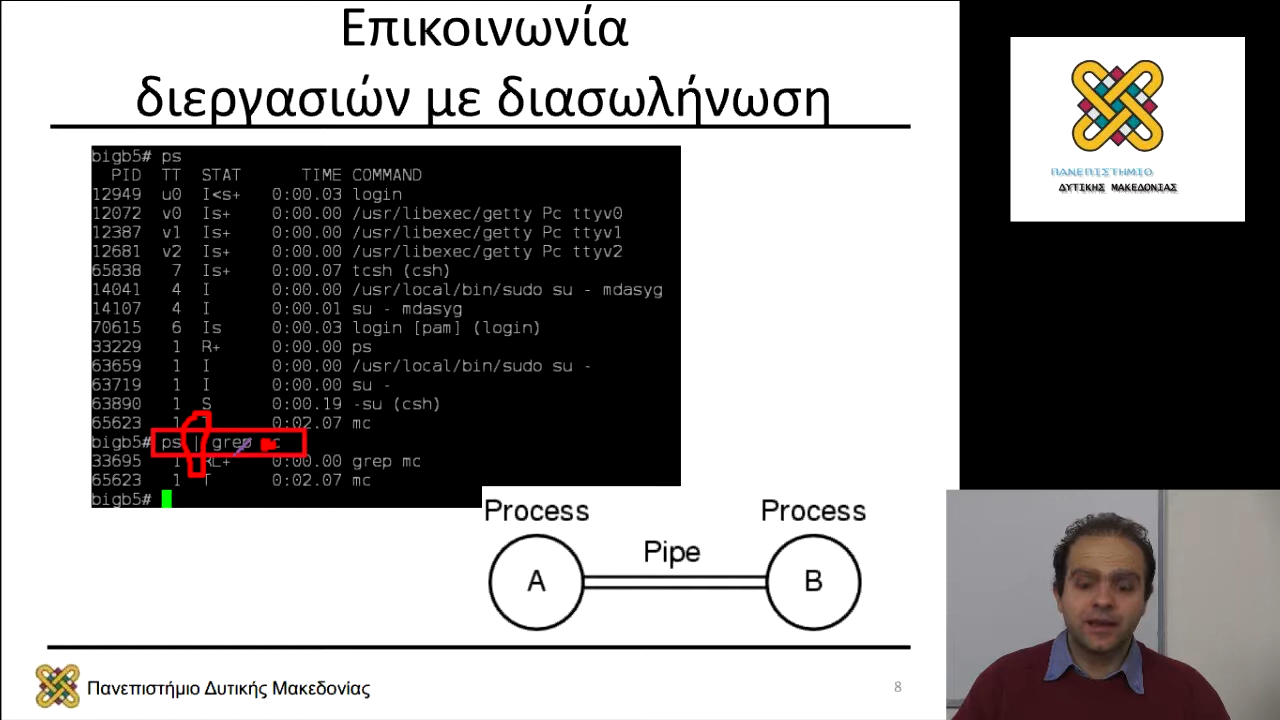 Επικοινωνία
διεργασιών με διασωλήνωση
bigb5# ps
PID TT STAT TIME COMMAND
12949 u0 I<s+ 0:00.03 login
12072 v0 Is+ 0:00.00 /usr/libexec/getty Pc ttyv0
12387 v1 Is+ 0:00.00 /usr/libexec/getty Pc ttyv1
12681 v2 Is+ 0:00.00 /usr/libexec/getty Pc ttyv2
65838 7 Is+ 0:00.07 tcsh (csh)
14041 4 I 0:00.00 /usr/local/bin/sudo su - mdasyg
14107 4 I 0:00.01 su - mdasyg
70615 6 Is 0:00.03 login [pam] (login)
33229 1 R+ 0:00.00 ps
63659 1 I 0:00.00 /usr/local/bin/sudo su -
63719 1 I 0:00.00 su -
63890 1 S 0:00.19 -su (csh)
65623 1 T 0:02.07 mc
bigb5# ps | grep mc
33695 1 RL+ 0:00.00 grep mc
65623 1 T 0:02.07 mc
bigb5#
Process Process
Pipe
A B
Πανεπιστήμιο Δυτικής Μακεδονίας
8
ΠΑΝΕΠΙΣΤΗΜΙΟ
ΔΥΤΙΚΗΣ ΜΑΚΕΔΟΝΙΑΣ